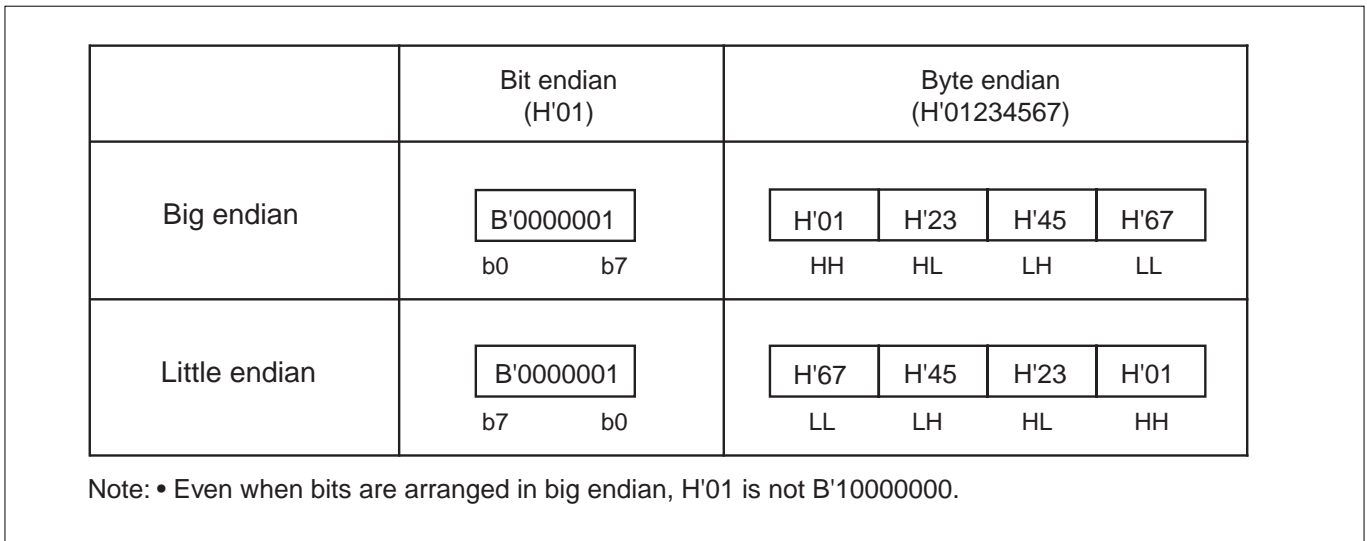 Bit endian
(H'01)
Byte endian
(H'01234567)
Big endian
B'0000001
b0 b7
H'01 H'23 H'45 H'67
HH HL LH LL
Little endian
B'0000001
b7 b0
H'67 H'45 H'23 H'01
LL LH HL HH
Note: • Even when bits are arranged in big endian, H'01 is not B'10000000.